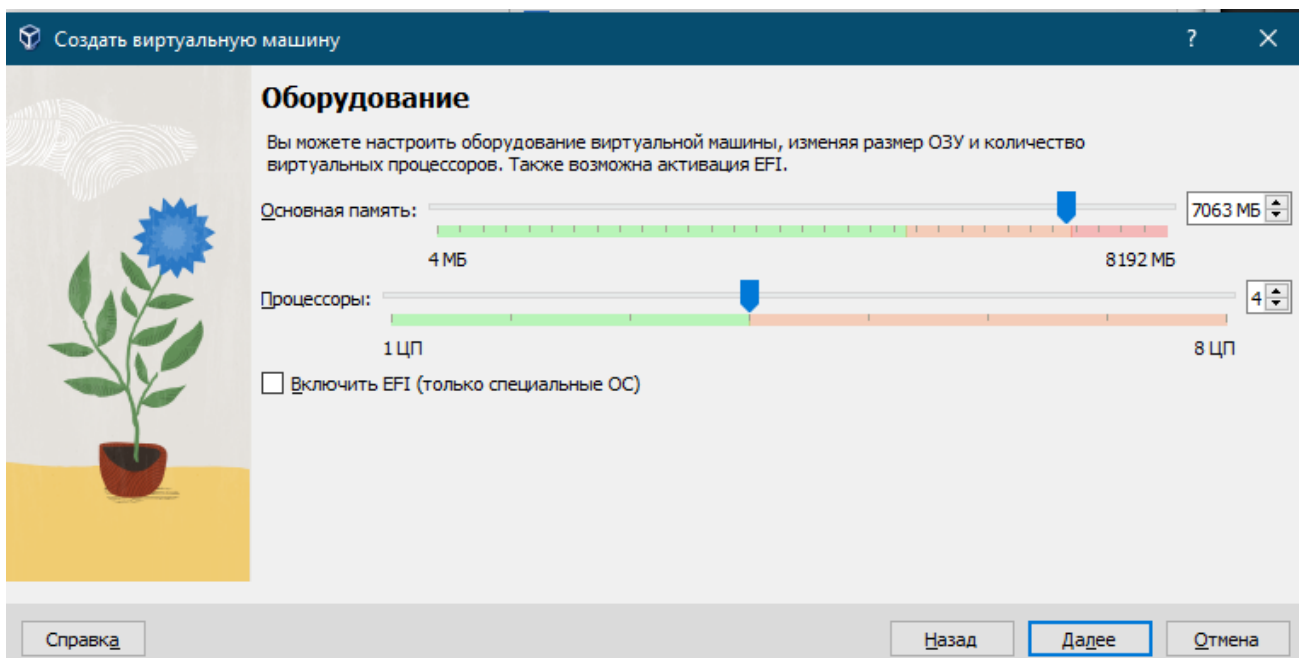 Создать виртуальную машину
?
Оборудование
Вы можете настроить оборудование виртуальной машины, изменяя размер ОЗУ и количество
виртуальных процессоров. Также возможна активация EFI.
Основная память: 7063 МБ
4 МБ 8192 МБ
Процессоры: 4
1 ЦП 8 ЦП
Включить EFI (только специальные ОС)
Справка Назад Далее Отмена